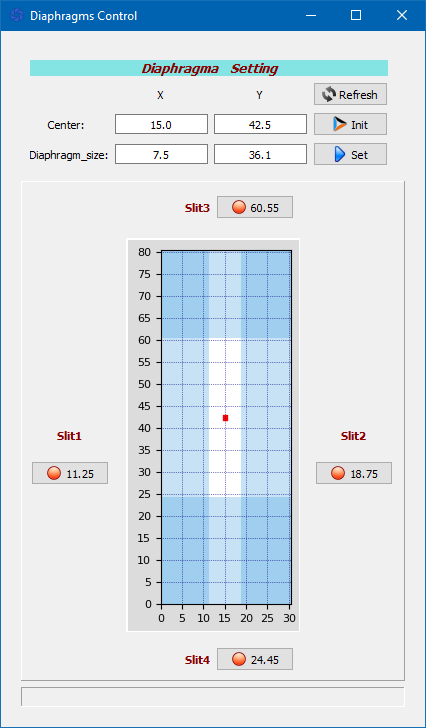 Diaphragms Control
Diaphragma Setting
X Y Refresh
Center: 15.0 42.5 Init
Diaphragm_size: 7.5 36.1 Set
Slit3 60.55
80
75
70
65
60
55
50
45
40
35
30
25
20
15
10
5
0
0 5 10 15 20 25 30
Slit1
11.25
Slit2
18.75
Slit4 24.45